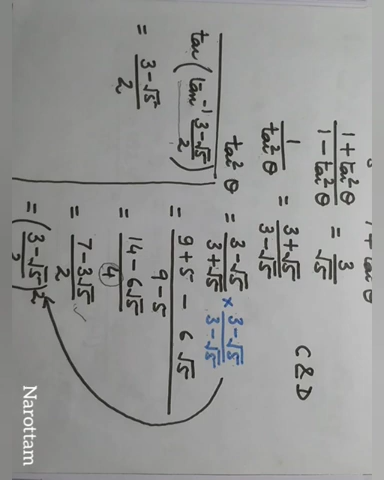 1 + tan θ
(1 + tan²θ)/(1 − tan²θ) = 3/√5
C & D
1/tan²θ = (3+√5)/(3−√5)
tan²θ = (3−√5)/(3+√5) × (3−√5)/(3−√5)
= (9+5 − 6√5)/(9−5)
= (14−6√5)/4
= (7−3√5)/2 ✓
= ((3−√5)/2)²
tan(tan⁻¹ (3−√5)/2)
= (3−√5)/2
Narottam